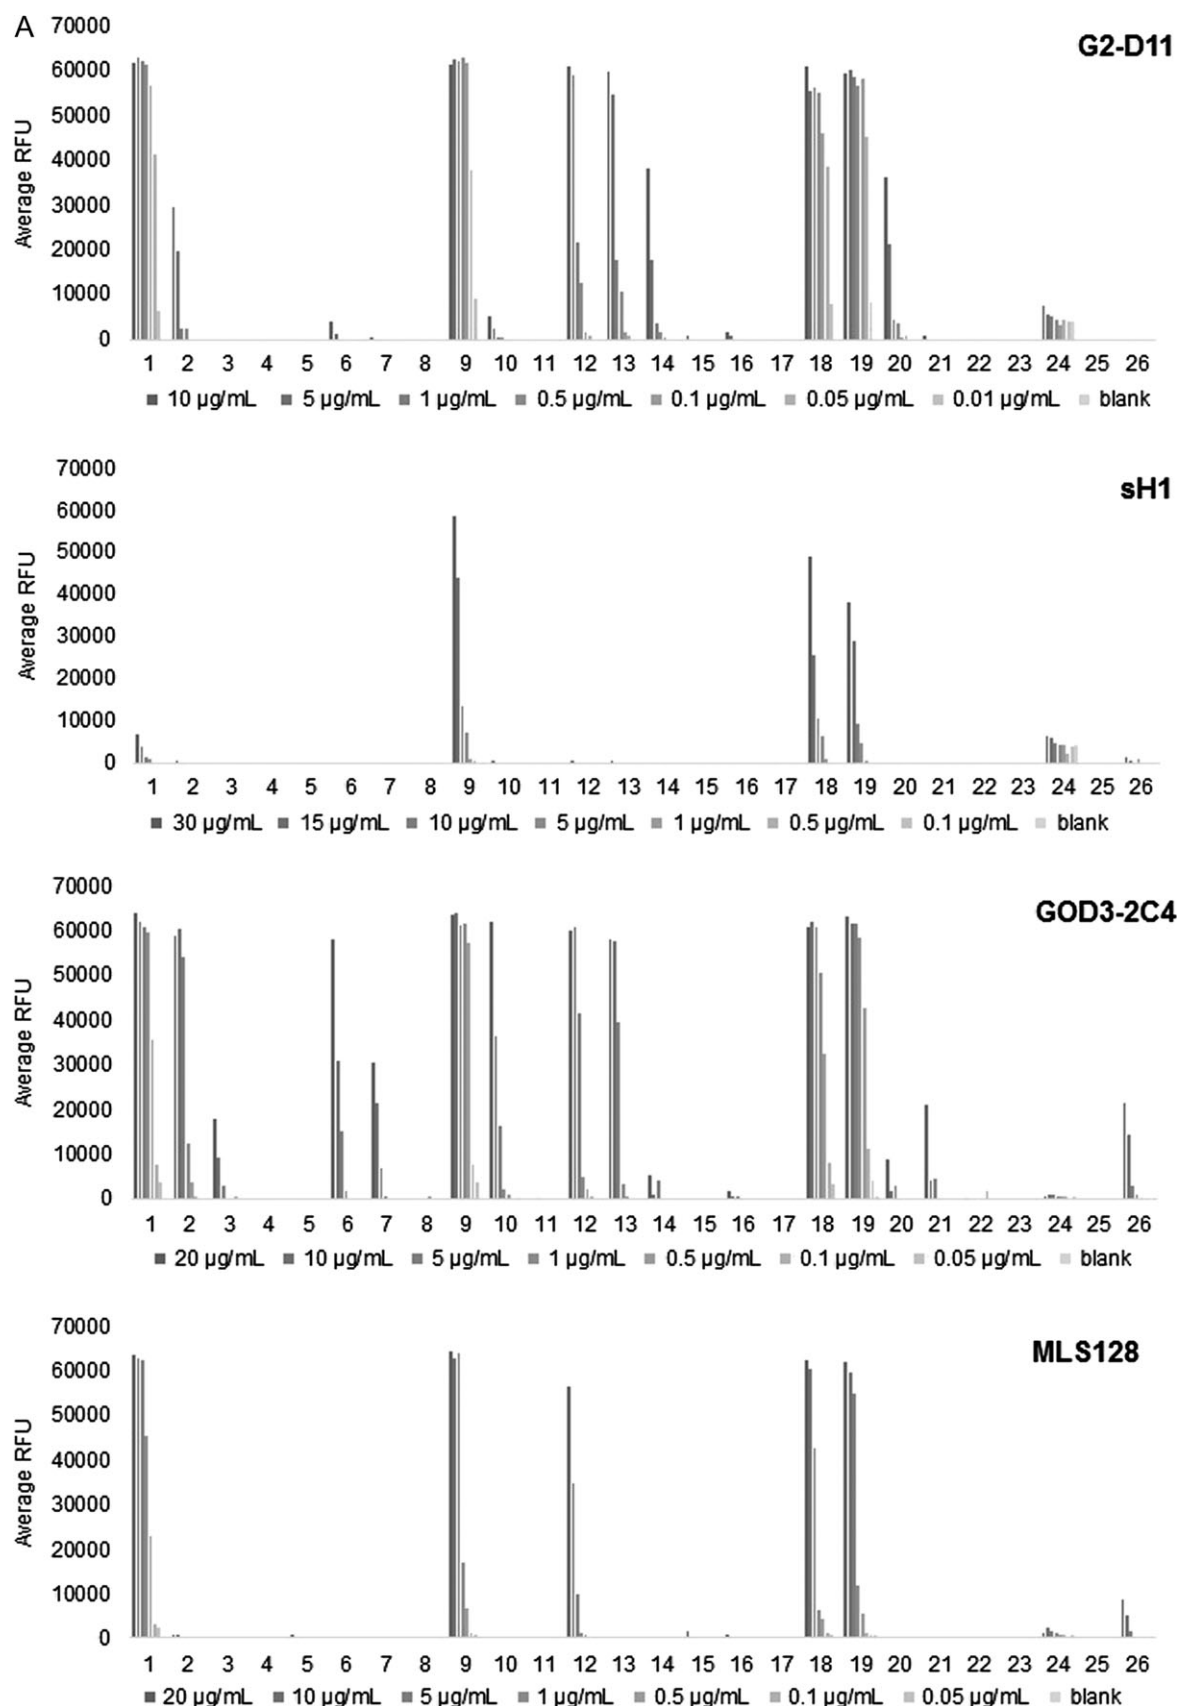 A
70000
G2-D11
60000
50000
40000
30000
20000
10000
0
Average RFU
1 2 3 4 5 6 7 8 9 10 11 12 13 14 15 16 17 18 19 20 21 22 23 24 25 26
10 µg/mL 5 µg/mL 1 µg/mL 0.5 µg/mL 0.1 µg/mL 0.05 µg/mL 0.01 µg/mL blank
70000
sH1
60000
50000
40000
30000
20000
10000
0
Average RFU
1 2 3 4 5 6 7 8 9 10 11 12 13 14 15 16 17 18 19 20 21 22 23 24 25 26
30 µg/mL 15 µg/mL 10 µg/mL 5 µg/mL 1 µg/mL 0.5 µg/mL 0.1 µg/mL blank
70000
GOD3-2C4
60000
50000
40000
30000
20000
10000
0
Average RFU
1 2 3 4 5 6 7 8 9 10 11 12 13 14 15 16 17 18 19 20 21 22 23 24 25 26
20 µg/mL 10 µg/mL 5 µg/mL 1 µg/mL 0.5 µg/mL 0.1 µg/mL 0.05 µg/mL blank
70000
MLS128
60000
50000
40000
30000
20000
10000
0
Average RFU
1 2 3 4 5 6 7 8 9 10 11 12 13 14 15 16 17 18 19 20 21 22 23 24 25 26
20 µg/mL 10 µg/mL 5 µg/mL 1 µg/mL 0.5 µg/mL 0.1 µg/mL 0.05 µg/mL blank